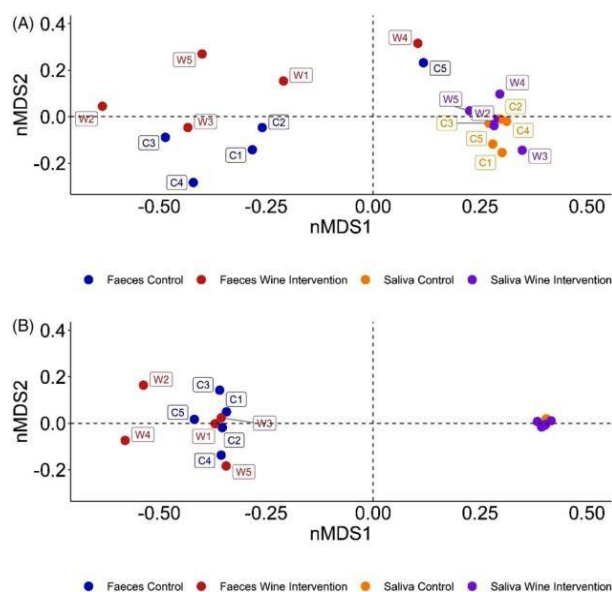 (A)
0.4
0.2
0.0
-0.2
nMDS2
W5
W4
W1
C5
W4
W2
W3
C2
W5
W2
C2
C3
C3
C4
C1
C5
W3
C4
C1
-0.50 -0.25 0.00 0.25 0.50
nMDS1
Faeces Control Faeces Wine Intervention Saliva Control Saliva Wine Intervention
(B)
0.4
0.2
0.0
-0.2
nMDS2
W2
C3
C1
C5
W3
W1
W4
C2
C4
W5
-0.50 -0.25 0.00 0.25 0.50
nMDS1
Faeces Control Faeces Wine Intervention Saliva Control Saliva Wine Intervention